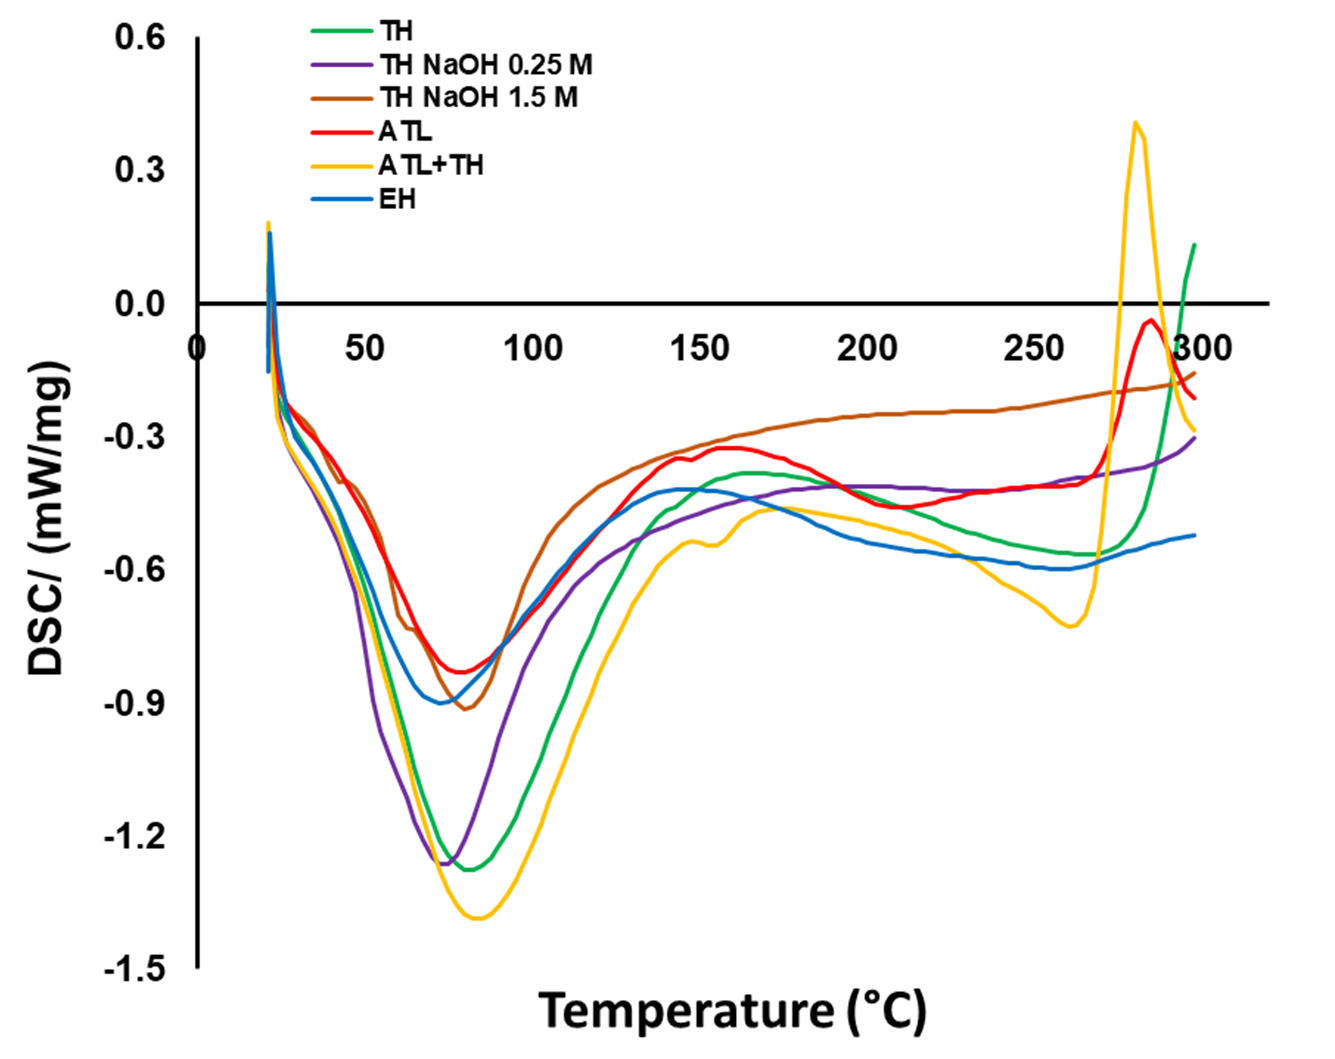 TH
TH NaOH 0.25 M
TH NaOH 1.5 M
ATL
ATL+TH
EH
0.6
0.3
0.0
-0.3
-0.6
-0.9
-1.2
-1.5
0 50 100 150 200 250 300
DSC/ (mW/mg)
Temperature (°C)